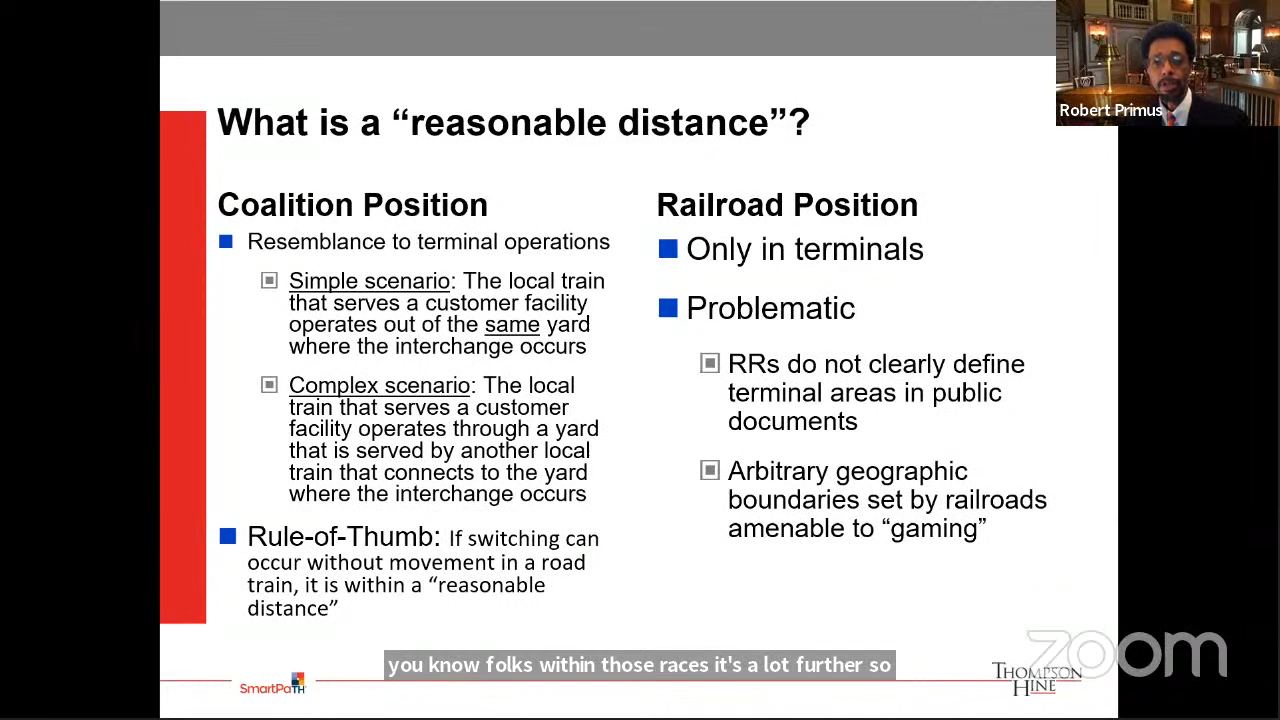 What is a “reasonable distance”?
Robert Primus
Coalition Position
Resemblance to terminal operations
Simple scenario: The local train
that serves a customer facility
operates out of the same yard
where the interchange occurs
Complex scenario: The local
train that serves a customer
facility operates through a yard
that is served by another local
train that connects to the yard
where the interchange occurs
Rule-of-Thumb: If switching can
occur without movement in a road
train, it is within a “reasonable
distance”
Railroad Position
Only in terminals
Problematic
RRs do not clearly define
terminal areas in public
documents
Arbitrary geographic
boundaries set by railroads
amenable to “gaming”
you know folks within those races it's a lot further so
SmartPaTH
THOMPSON
HINE
zoom